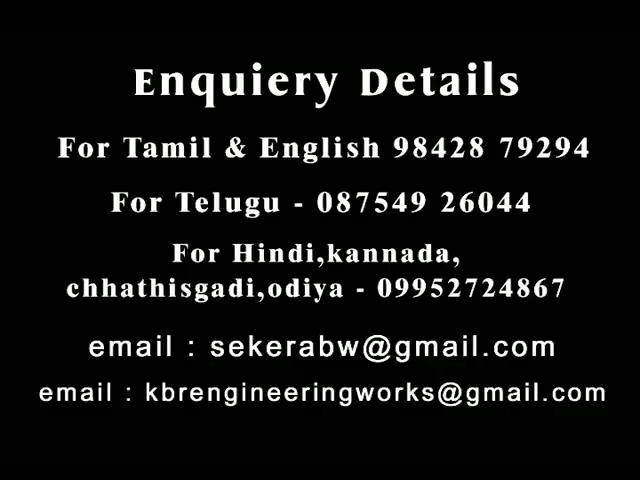 Enquiery Details
For Tamil & English 98428 79294
For Telugu - 087549 26044
For Hindi,kannada,
chhathisgadi,odiya - 09952724867
email : sekerabw@gmail.com
email : kbrengineeringworks@gmail.com